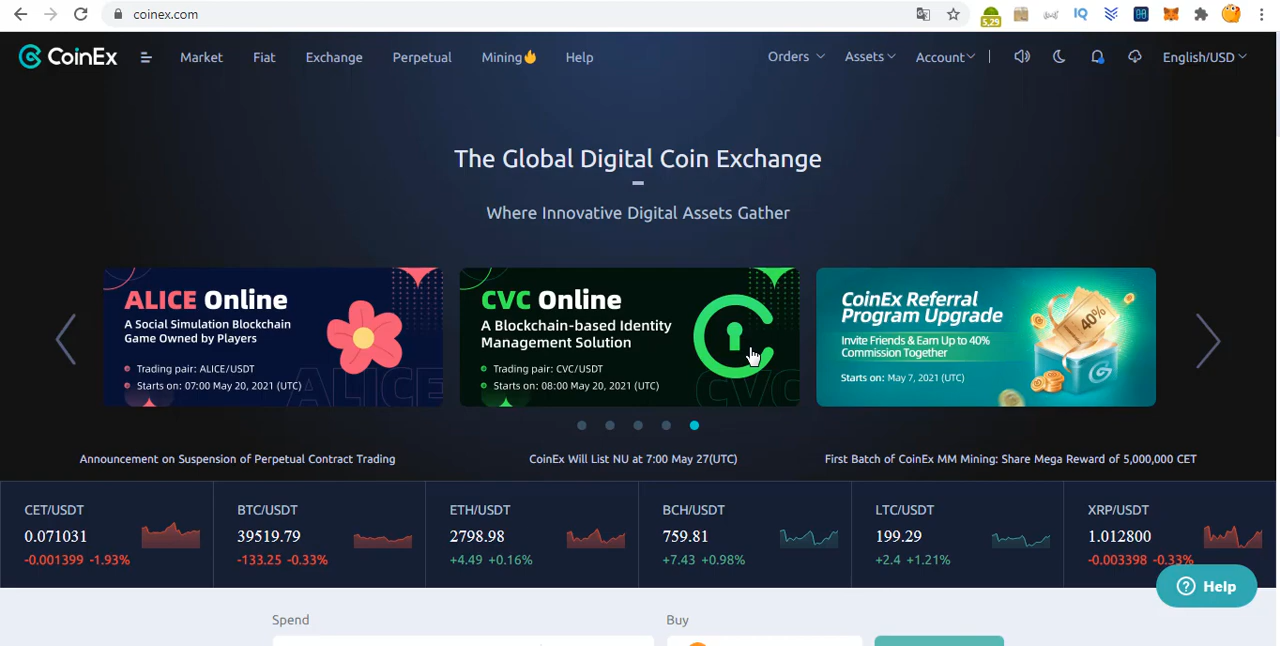 coinex.com
5,29
IQ
CoinEx
Market
Fiat
Exchange
Perpetual
Mining
Help
Orders
Assets
Account
English/USD
The Global Digital Coin Exchange
Where Innovative Digital Assets Gather
ALICE Online
A Social Simulation Blockchain
Game Owned by Players
Trading pair: ALICE/USDT
Starts on: 07:00 May 20, 2021 (UTC)
ALICE
CVC Online
A Blockchain-based Identity
Management Solution
Trading pair: CVC/USDT
Starts on: 08:00 May 20, 2021 (UTC)
CVC
CoinEx Referral
Program Upgrade
Invite Friends & Earn Up to 40%
Commission Together
Starts on: May 7, 2021 (UTC)
40%
Announcement on Suspension of Perpetual Contract Trading
CoinEx Will List NU at 7:00 May 27(UTC)
First Batch of CoinEx MM Mining: Share Mega Reward of 5,000,000 CET
CET/USDT
0.071031
-0.001399 -1.93%
BTC/USDT
39519.79
-133.25 -0.33%
ETH/USDT
2798.98
+4.49 +0.16%
BCH/USDT
759.81
+7.43 +0.98%
LTC/USDT
199.29
+2.4 +1.21%
XRP/USDT
1.012800
-0.003398 -0.33%
Help
Spend
Buy